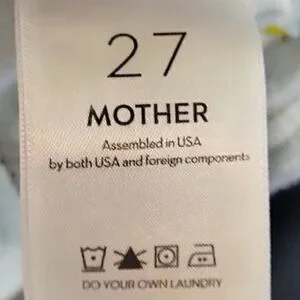 27
MOTHER
Assembled in USA
by both USA and foreign components
DO YOUR OWN LAUNDRY